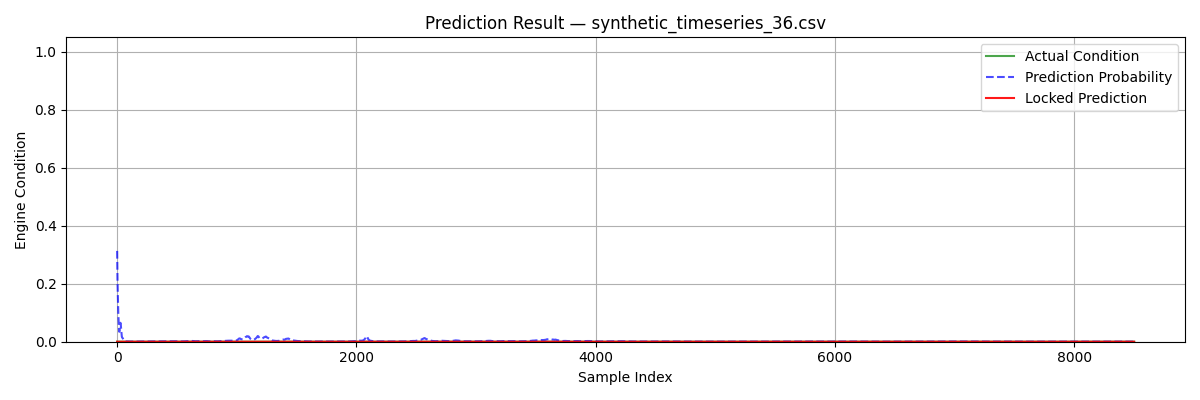 Prediction Result — synthetic_timeseries_36.csv
Engine Condition
1.0
0.8
0.6
0.4
0.2
0.0
Actual Condition
Prediction Probability
Locked Prediction
0 2000 4000 6000 8000
Sample Index